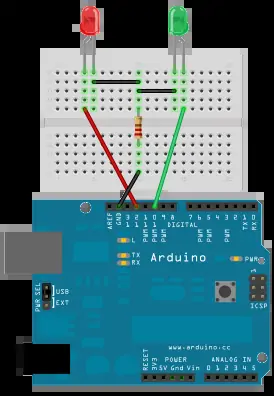 AREF
GND
13
12
11
10
9
8
7
6
5
4
3
2
1
0
PWM
PWM
PWM
DIGITAL
PWM
PWM
PWM
TX
RX
L
TX
RX
Arduino
PWR
PWR SEL
USB
EXT
ICSP
www.arduino.cc
POWER
ANALOG IN
RESET
3V3
5V
Gnd
Vin
0 1 2 3 4 5